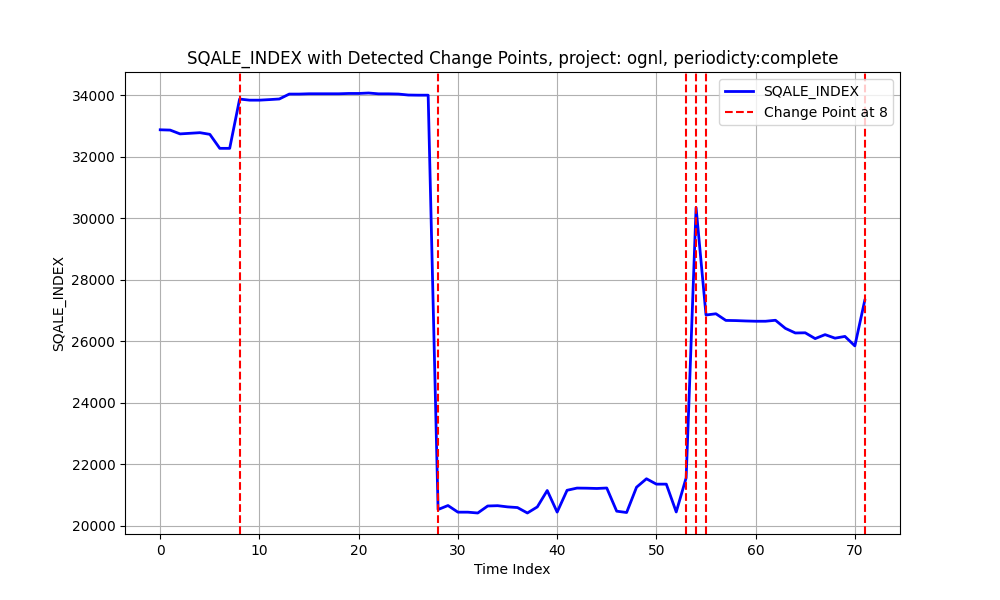 SQALE_INDEX with Detected Change Points, project: ognl, periodicty:complete
SQALE_INDEX
Change Point at 8
34000
32000
30000
28000
26000
24000
22000
20000
SQALE_INDEX
0 10 20 30 40 50 60 70
Time Index